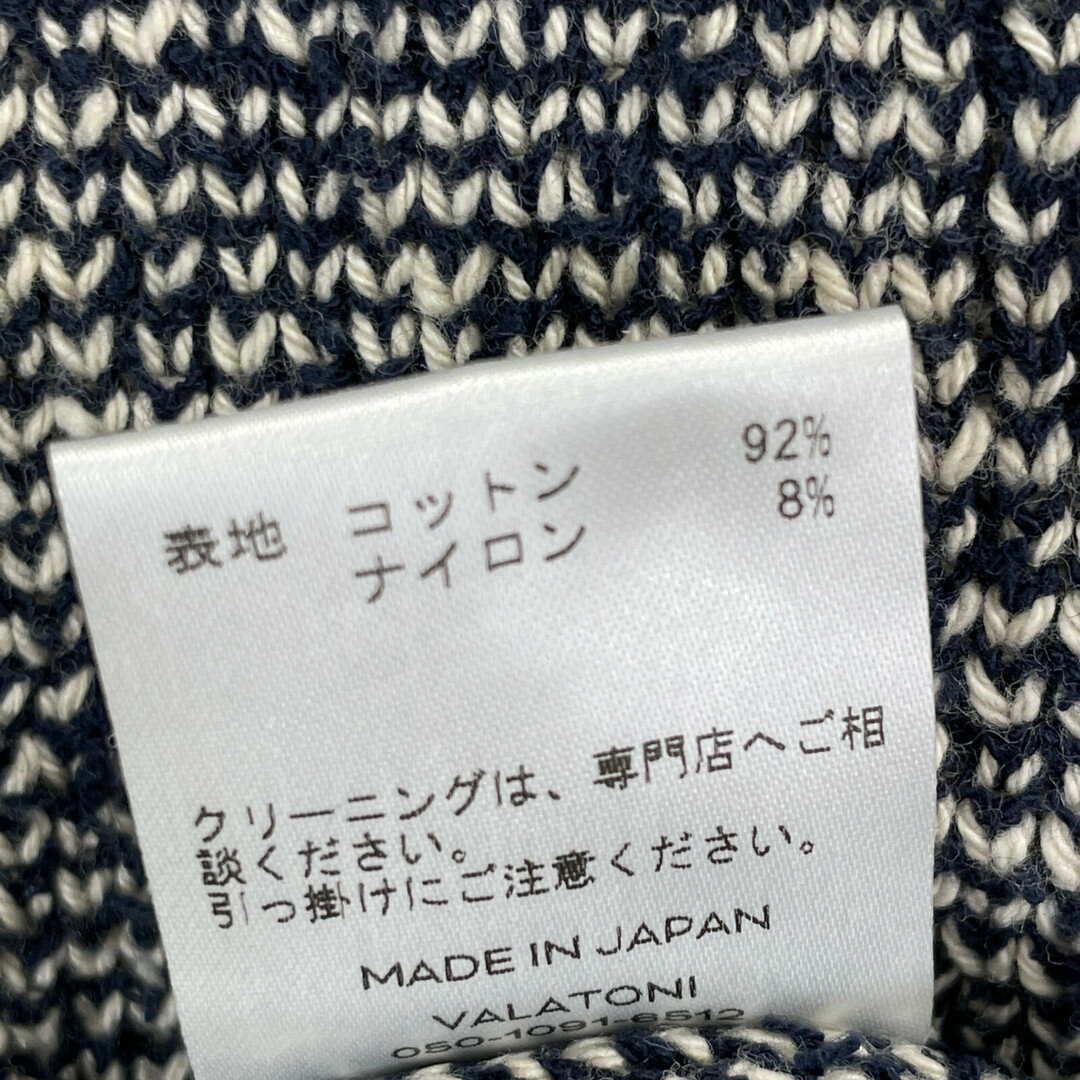 表地 コットン 92%
ナイロン 8%
クリーニングは、専門店へご相
談ください。
引っ掛けにご注意ください。
MADE IN JAPAN
VALATONI
050-1091-6512